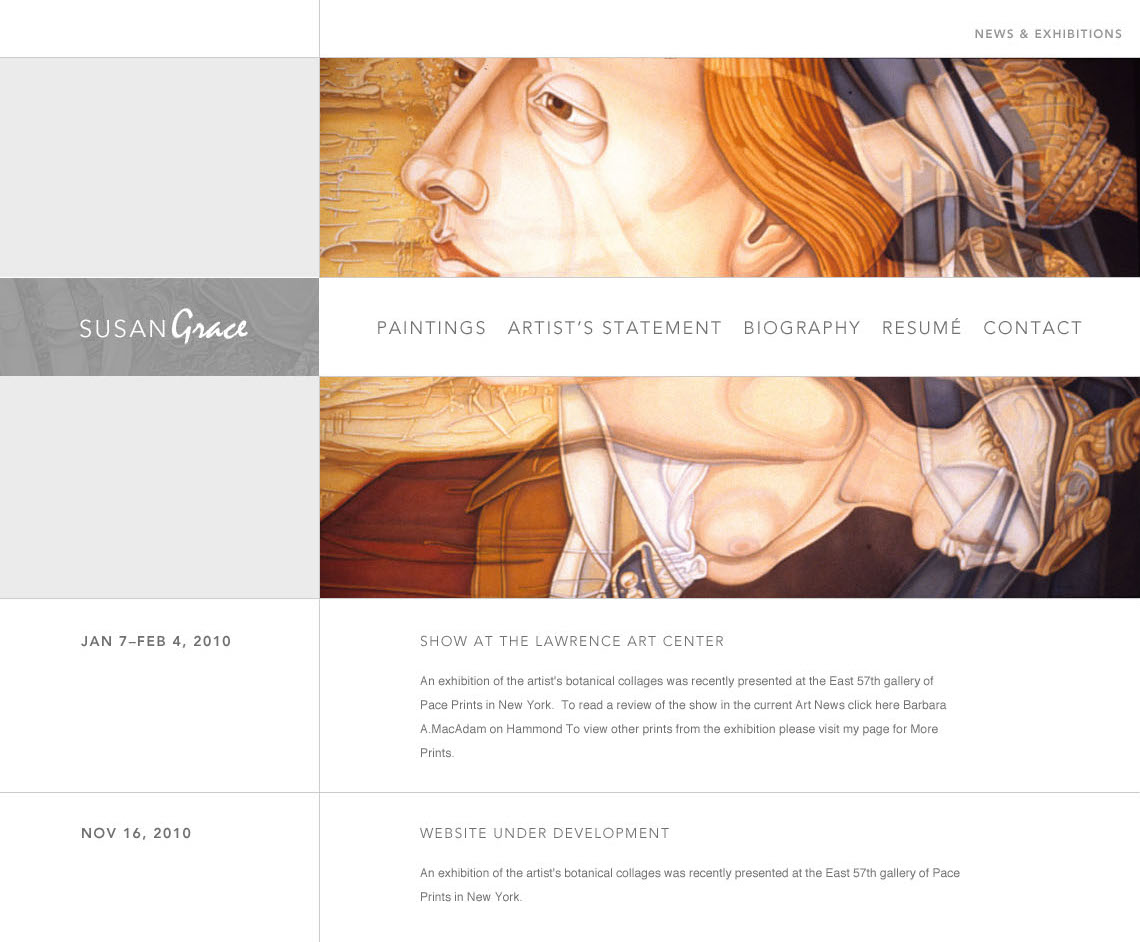 NEWS & EXHIBITIONS
SUSAN Grace
PAINTINGS ARTIST’S STATEMENT BIOGRAPHY RESUMÉ CONTACT
JAN 7–FEB 4, 2010
SHOW AT THE LAWRENCE ART CENTER
An exhibition of the artist's botanical collages was recently presented at the East 57th gallery of
Pace Prints in New York.  To read a review of the show in the current Art News click here Barbara
A.MacAdam on Hammond To view other prints from the exhibition please visit my page for More
Prints.
NOV 16, 2010
WEBSITE UNDER DEVELOPMENT
An exhibition of the artist's botanical collages was recently presented at the East 57th gallery of Pace
Prints in New York.